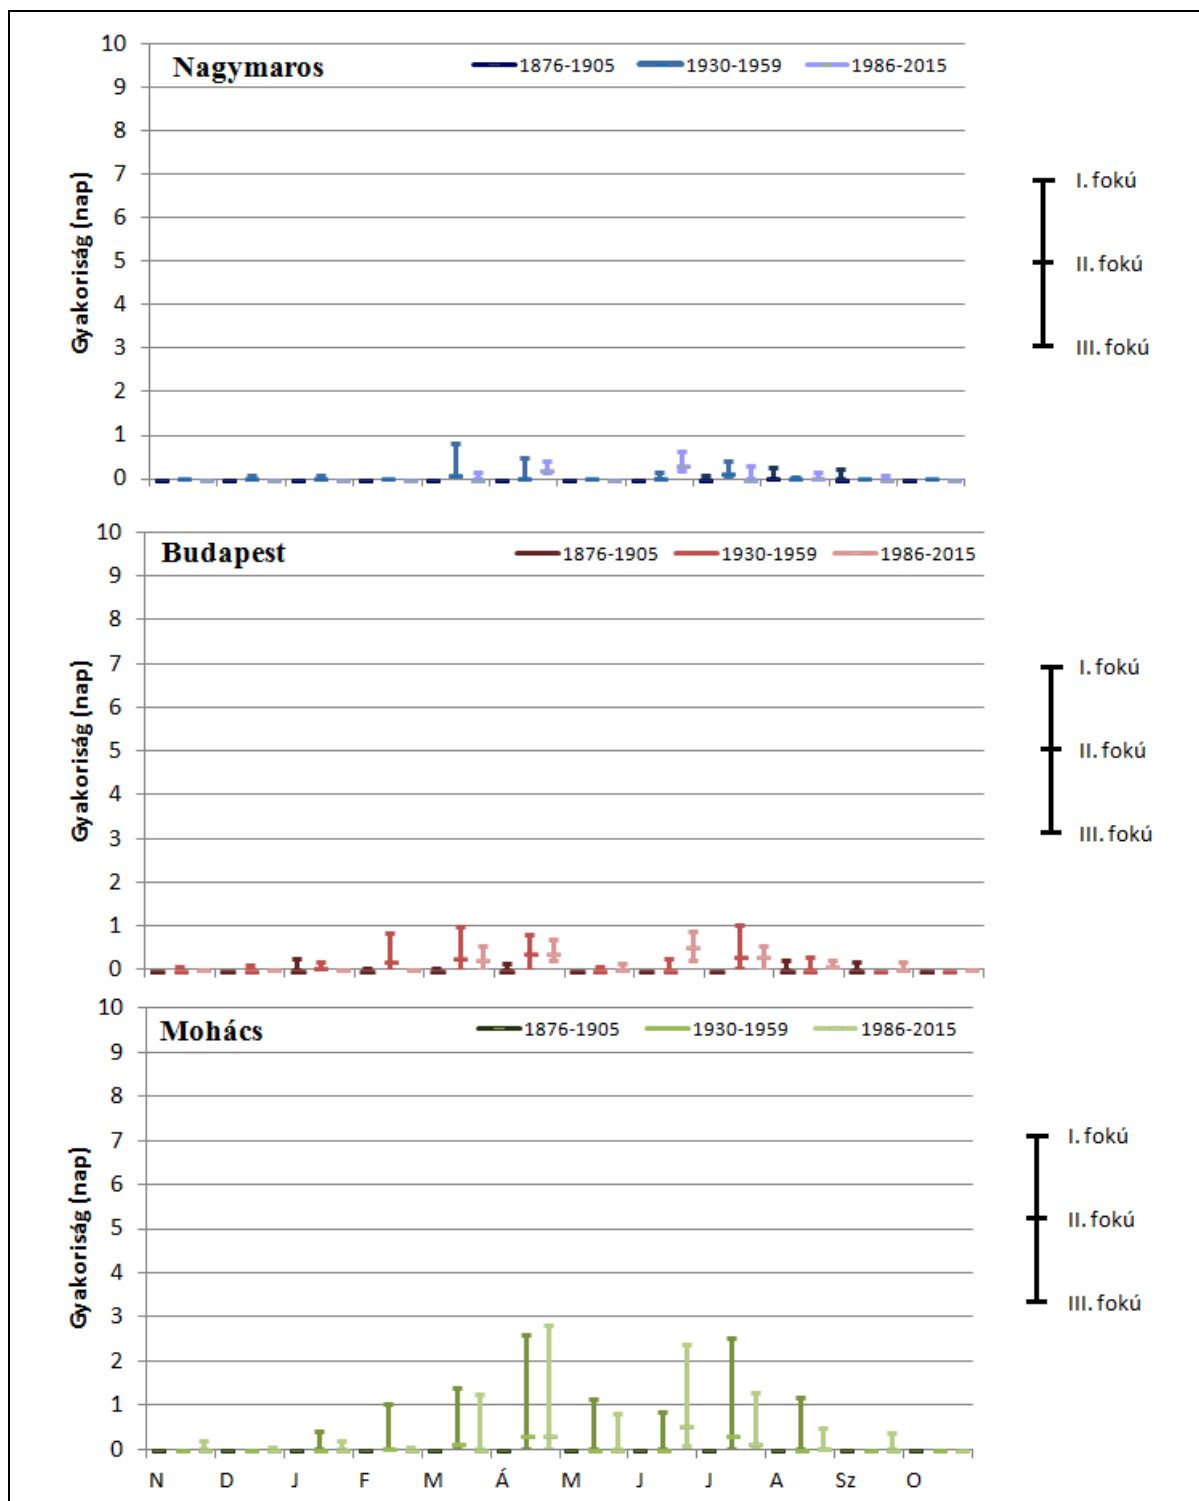 Nagymaros
1876-1905 1930-1959 1986-2015
Gyakoriság (nap)
10
9
8
7
6
5
4
3
2
1
0
I. fokú
II. fokú
III. fokú
Budapest
1876-1905 1930-1959 1986-2015
Gyakoriság (nap)
10
9
8
7
6
5
4
3
2
1
0
I. fokú
II. fokú
III. fokú
Mohács
1876-1905 1930-1959 1986-2015
Gyakoriság (nap)
10
9
8
7
6
5
4
3
2
1
0
I. fokú
II. fokú
III. fokú
N D J F M Á M J J A Sz O